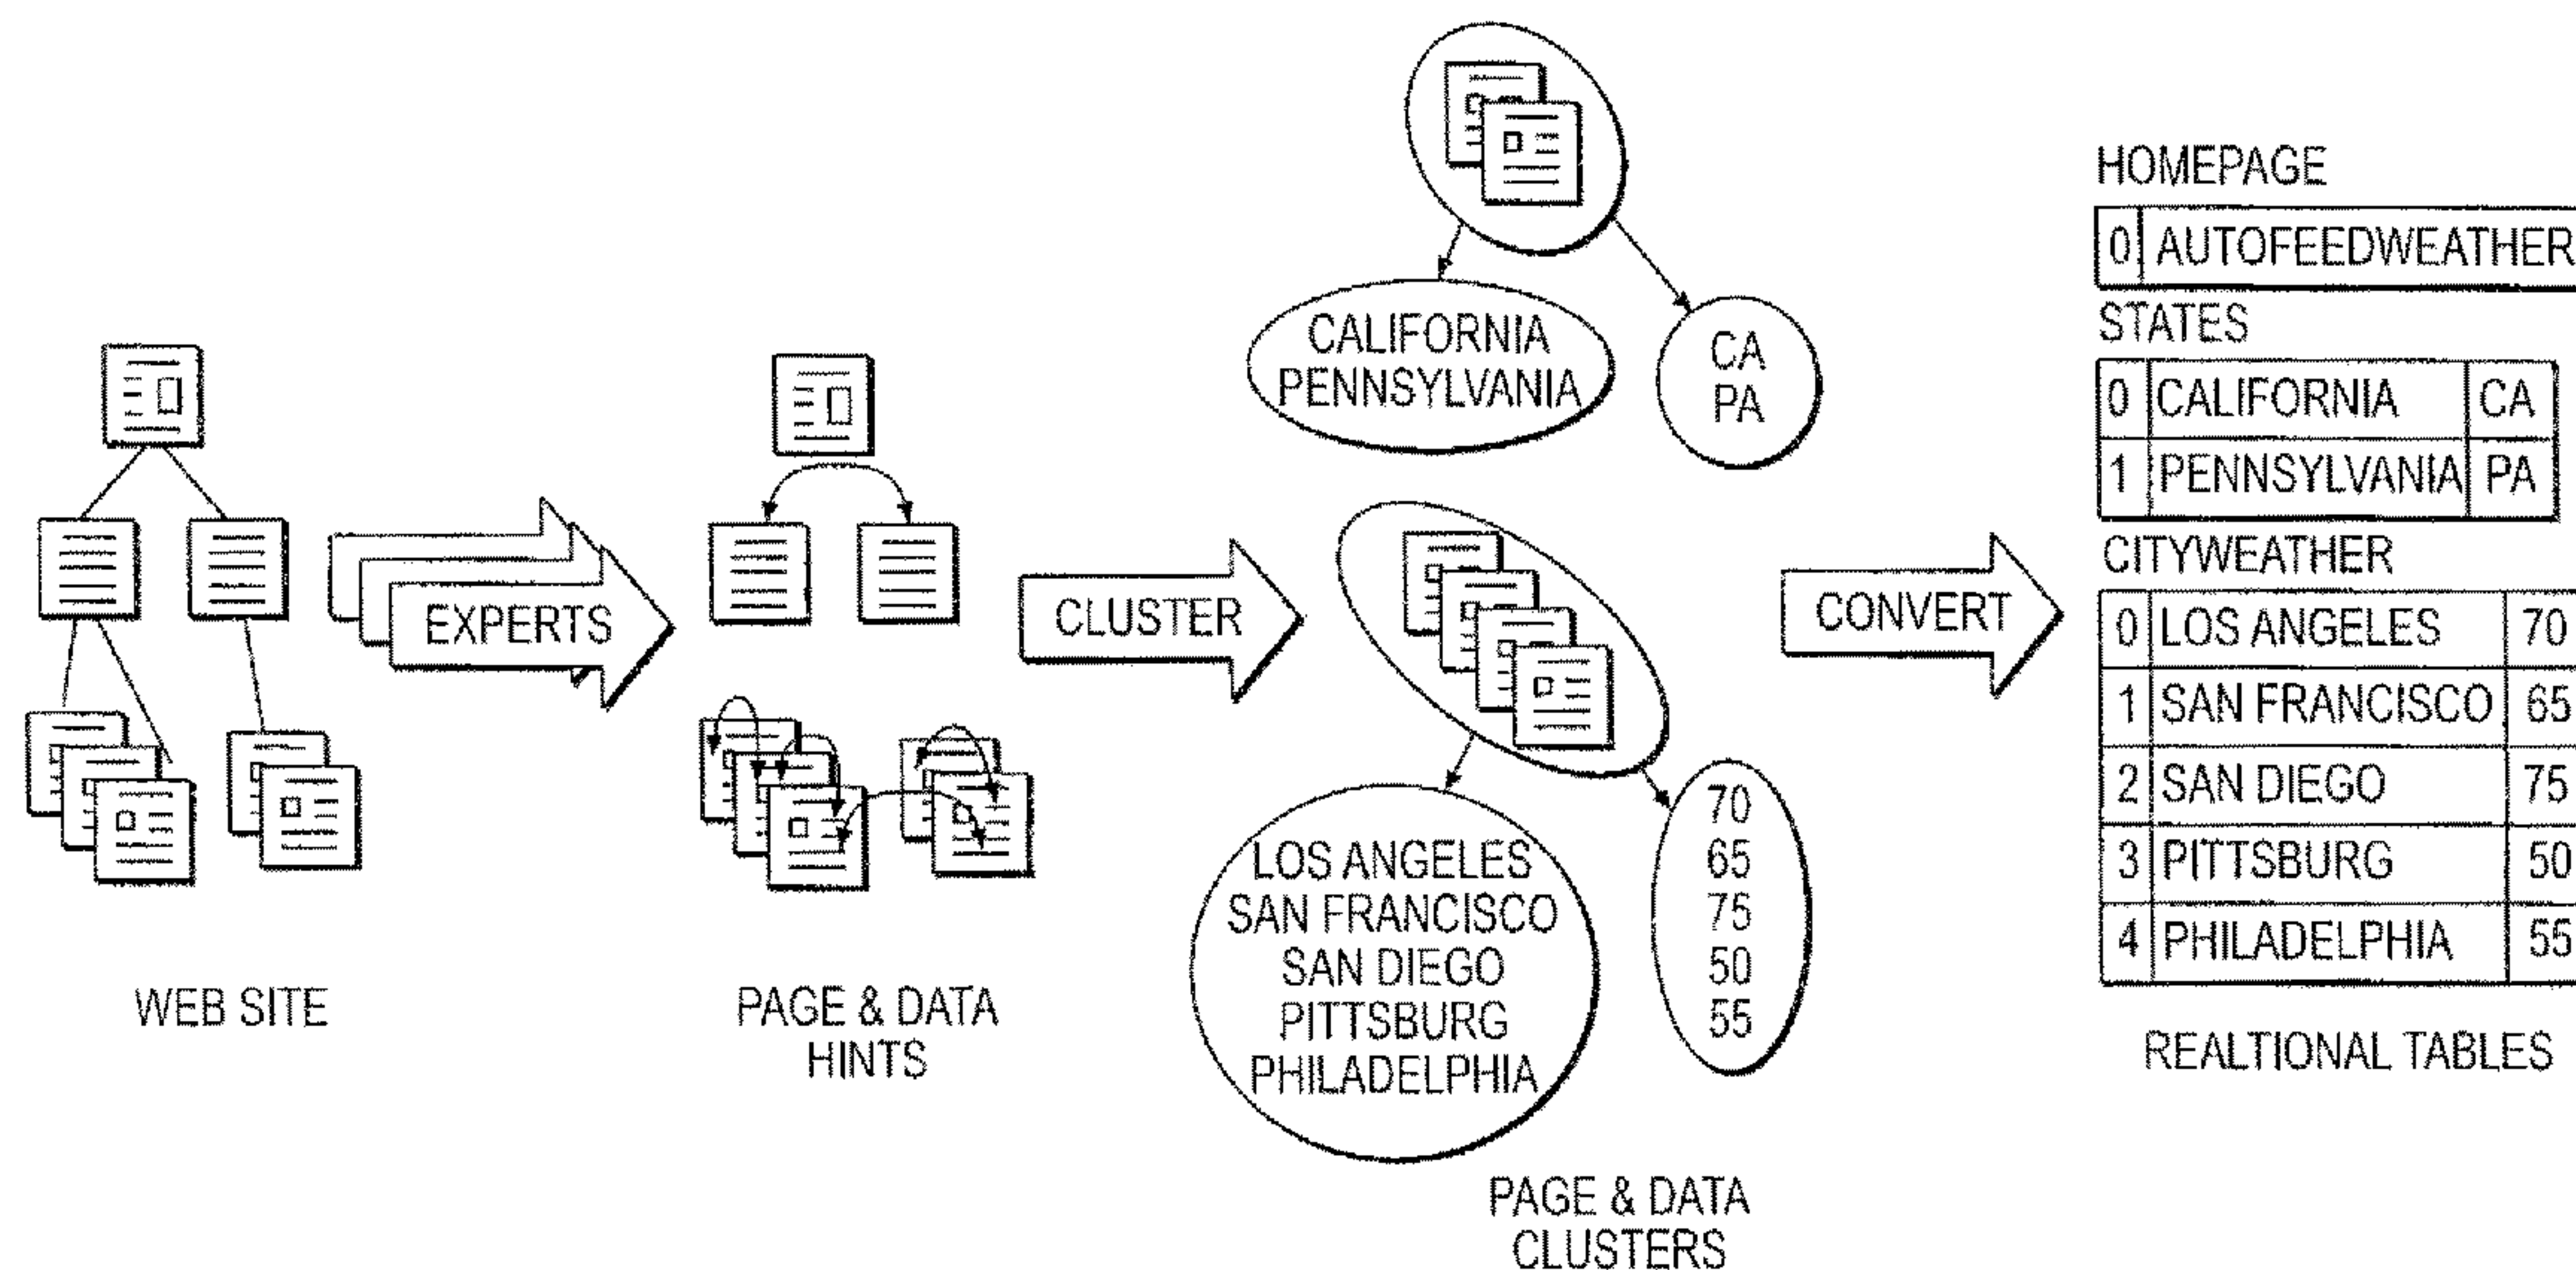 WEB SITE
EXPERTS
PAGE & DATA
HINTS
CLUSTER
CALIFORNIA
PENNSYLVANIA
CA
PA
LOS ANGELES
SAN FRANCISCO
SAN DIEGO
PITTSBURG
PHILADELPHIA
70
65
75
50
55
PAGE & DATA
CLUSTERS
CONVERT
HOMEPAGE
0 AUTOFEEDWEATHER
STATES
0 CALIFORNIA CA
1 PENNSYLVANIA PA
CITYWEATHER
0 LOS ANGELES 70
1 SAN FRANCISCO 65
2 SAN DIEGO 75
3 PITTSBURG 50
4 PHILADELPHIA 55
REALTIONAL TABLES